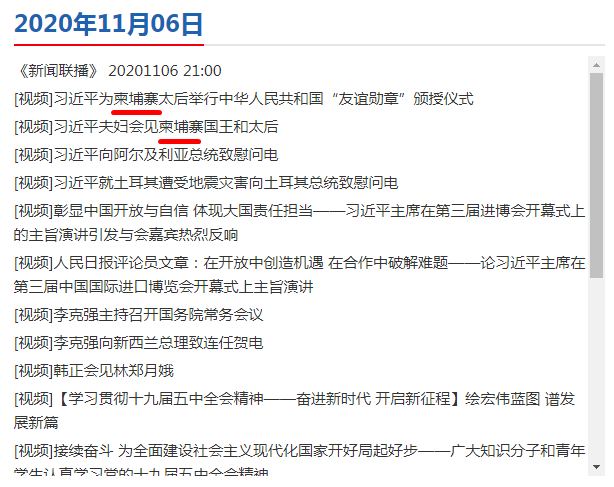 2020年11月06日
《新闻联播》 20201106 21:00
[视频]习近平为柬埔寨太后举行中华人民共和国“友谊勋章”颁授仪式
[视频]习近平夫妇会见柬埔寨国王和太后
[视频]习近平向阿尔及利亚总统致慰问电
[视频]习近平就土耳其遭受地震灾害向土耳其总统致慰问电
[视频]彰显中国开放与自信 体现大国责任担当——习近平主席在第三届进博会开幕式上
的主旨演讲引发与会嘉宾热烈反响
[视频]人民日报评论员文章：在开放中创造机遇 在合作中破解难题——论习近平主席在
第三届中国国际进口博览会开幕式上主旨演讲
[视频]李克强主持召开国务院常务会议
[视频]李克强向新西兰总理致连任贺电
[视频]韩正会见林郑月娥
[视频]【学习贯彻十九届五中全会精神——奋进新时代 开启新征程】绘宏伟蓝图 谱发
展新篇
[视频]接续奋斗 为全面建设社会主义现代化国家开好局起好步——广大知识分子和青年
学生认真学习党的十九届五中全会精神